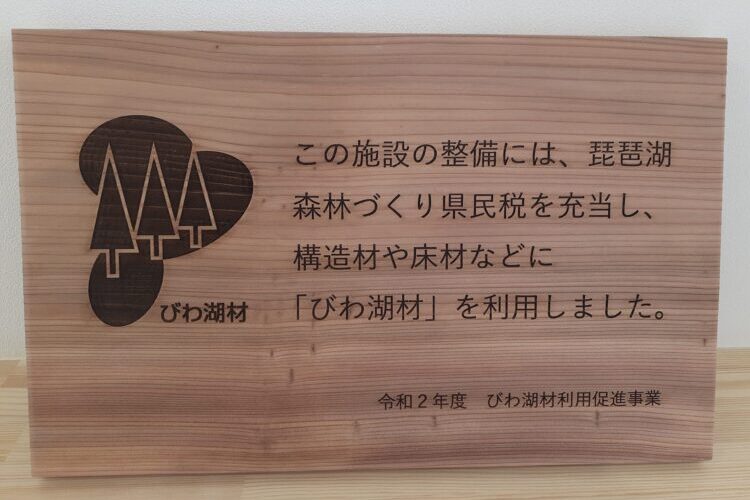 この施設の整備には、琵琶湖
森林づくり県民税を充当し、
構造材や床材などに
「びわ湖材」を利用しました。
びわ湖材
令和2年度　びわ湖材利用促進事業